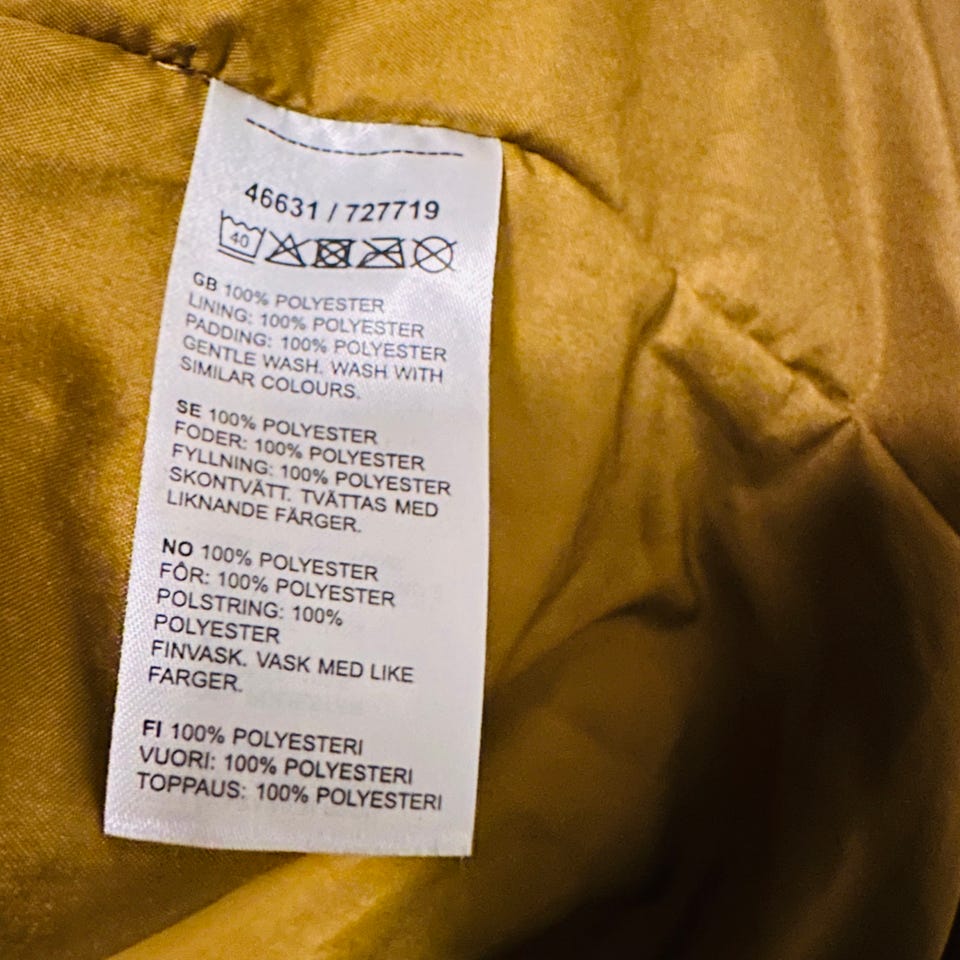 46631 / 727719
40
GB 100% POLYESTER
LINING: 100% POLYESTER
PADDING: 100% POLYESTER
GENTLE WASH. WASH WITH
SIMILAR COLOURS.
SE 100% POLYESTER
FODER: 100% POLYESTER
FYLLNING: 100% POLYESTER
SKONTVÄTT. TVÄTTAS MED
LIKNANDE FÄRGER.
NO 100% POLYESTER
FÔR: 100% POLYESTER
POLSTRING: 100%
POLYESTER
FINVASK. VASK MED LIKE
FARGER.
FI 100% POLYESTERI
VUORI: 100% POLYESTERI
TOPPAUS: 100% POLYESTERI